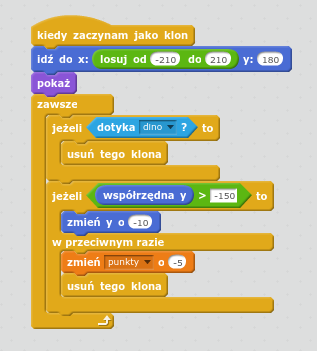 kiedy zaczynam jako klon
idź do x: losuj od -210 do 210 y: 180
pokaż
zawsze
jeżeli dotyka dino ? to
usuń tego klona
jeżeli współrzędna y > -150 to
zmień y o -10
w przeciwnym razie
zmień punkty o -5
usuń tego klona